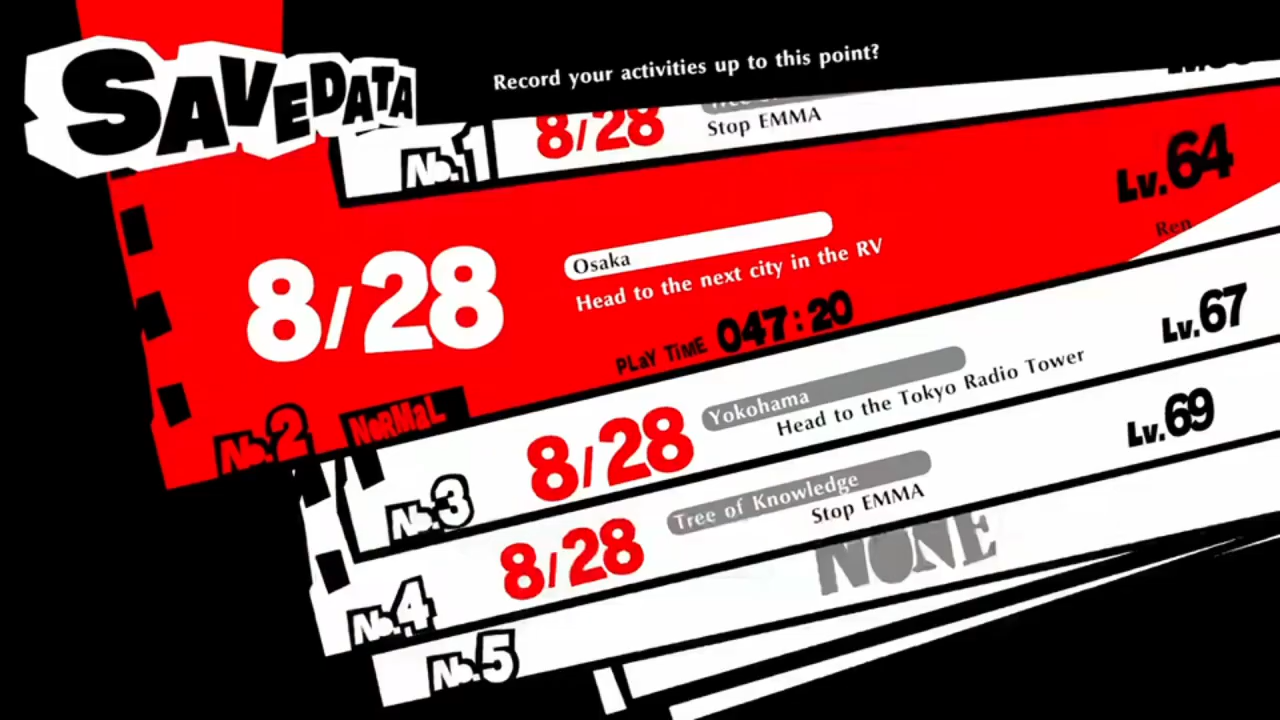 SAVEDATA
Record your activities up to this point?
No.1
8/28
Stop EMMA
8/28
Osaka
Head to the next city in the RV
PLaY TiME 047:20
Lv.64
Ren
No.2
NoRMaL
No.3
8/28
Yokohama
Head to the Tokyo Radio Tower
Lv.67
No.4
8/28
Tree of Knowledge
Stop EMMA
Lv.69
No.5
NONE